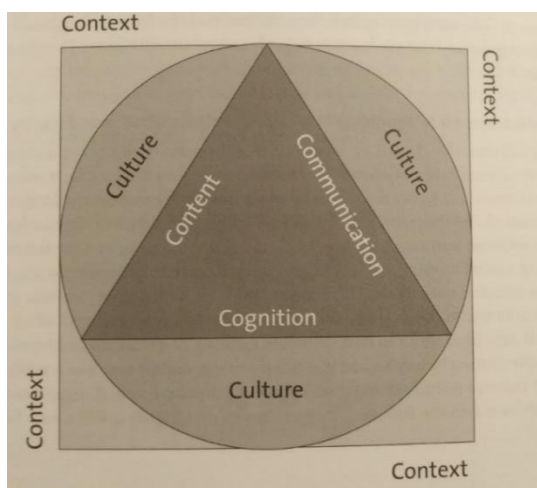 Context
Context
Culture
Culture
Content
Communication
Cognition
Culture
Context
Context